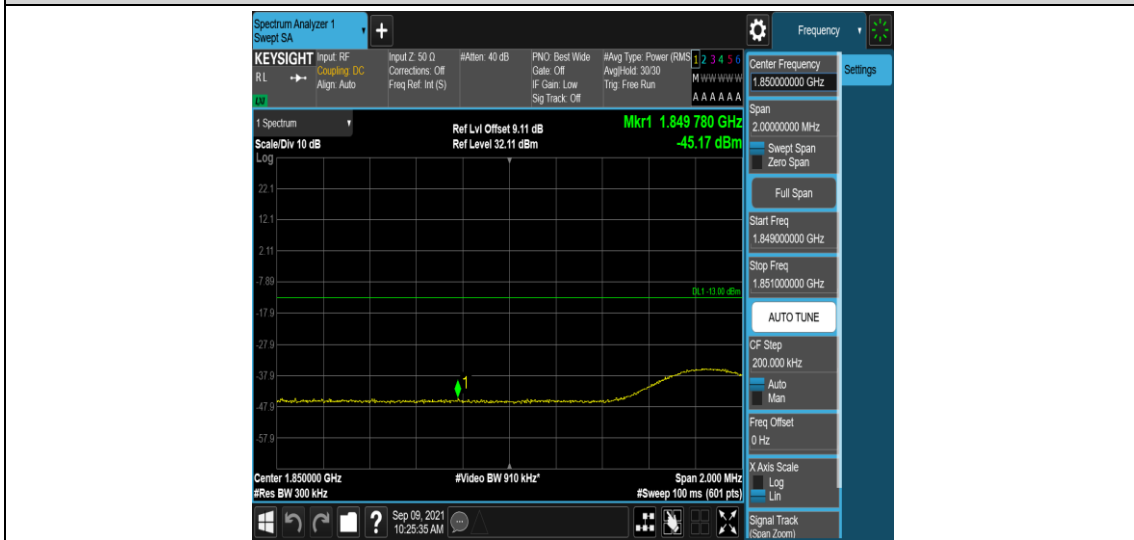 Spectrum Analyzer 1
Swept SA
+
Frequency
KEYSIGHT
RL
LXI
Input: RF
Coupling: DC
Align: Auto
Input Z: 50 Ω
Corrections: Off
Freq Ref: Int (S)
#Atten: 40 dB
PNO: Best Wide
Gate: Off
IF Gain: Low
Sig Track: Off
#Avg Type: Power (RMS
Avg|Hold: 30/30
Trig: Free Run
1 2 3 4 5 6
M W W W W W
A A A A A A
1 Spectrum
Scale/Div 10 dB
Log
Ref Lvl Offset 9.11 dB
Ref Level 32.11 dBm
Mkr1 1.849 780 GHz
-45.17 dBm
22.1
12.1
2.11
-7.89
DL1 -13.00 dBm
-17.9
-27.9
-37.9
1
-47.9
-57.9
Center 1.850000 GHz
#Res BW 300 kHz
#Video BW 910 kHz*
Span 2.000 MHz
#Sweep 100 ms (601 pts)
Center Frequency
1.850000000 GHz
Settings
Span
2.00000000 MHz
Swept Span
Zero Span
Full Span
Start Freq
1.849000000 GHz
Stop Freq
1.851000000 GHz
AUTO TUNE
CF Step
200.000 kHz
Auto
Man
Freq Offset
0 Hz
X Axis Scale
Log
Lin
Signal Track
(Span Zoom)
?
Sep 09, 2021
10:25:35 AM